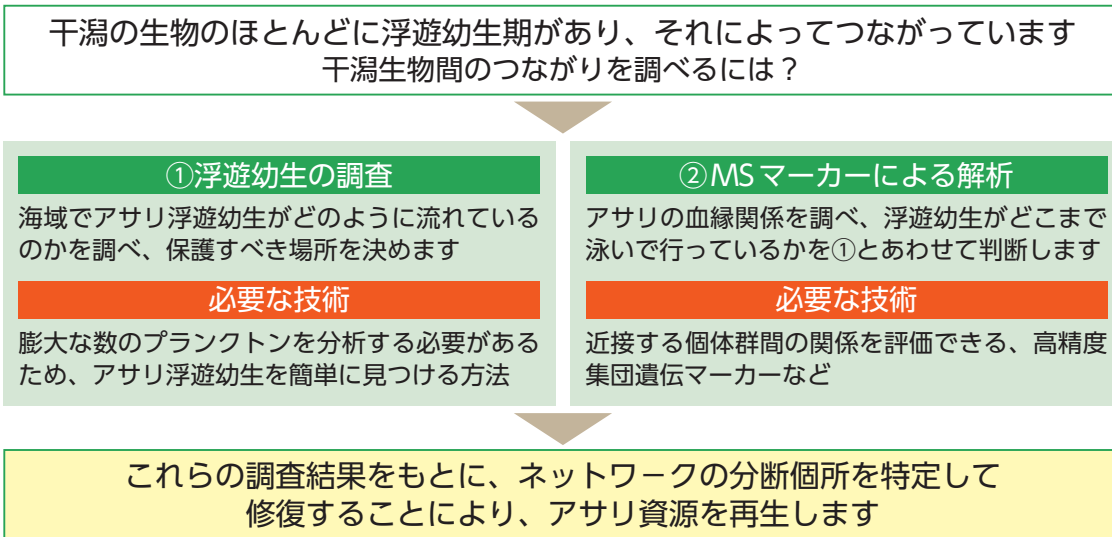 干潟の生物のほとんどに浮遊幼生期があり、それによってつながっています
干潟生物間のつながりを調べるには？
①浮遊幼生の調査
海域でアサリ浮遊幼生がどのように流れている
のかを調べ、保護すべき場所を決めます
必要な技術
膨大な数のプランクトンを分析する必要がある
ため、アサリ浮遊幼生を簡単に見つける方法
②MSマーカーによる解析
アサリの血縁関係を調べ、浮遊幼生がどこまで
泳いで行っているかを①とあわせて判断します
必要な技術
近接する個体群間の関係を評価できる、高精度
集団遺伝マーカーなど
これらの調査結果をもとに、ネットワークの分断個所を特定して
修復することにより、アサリ資源を再生します